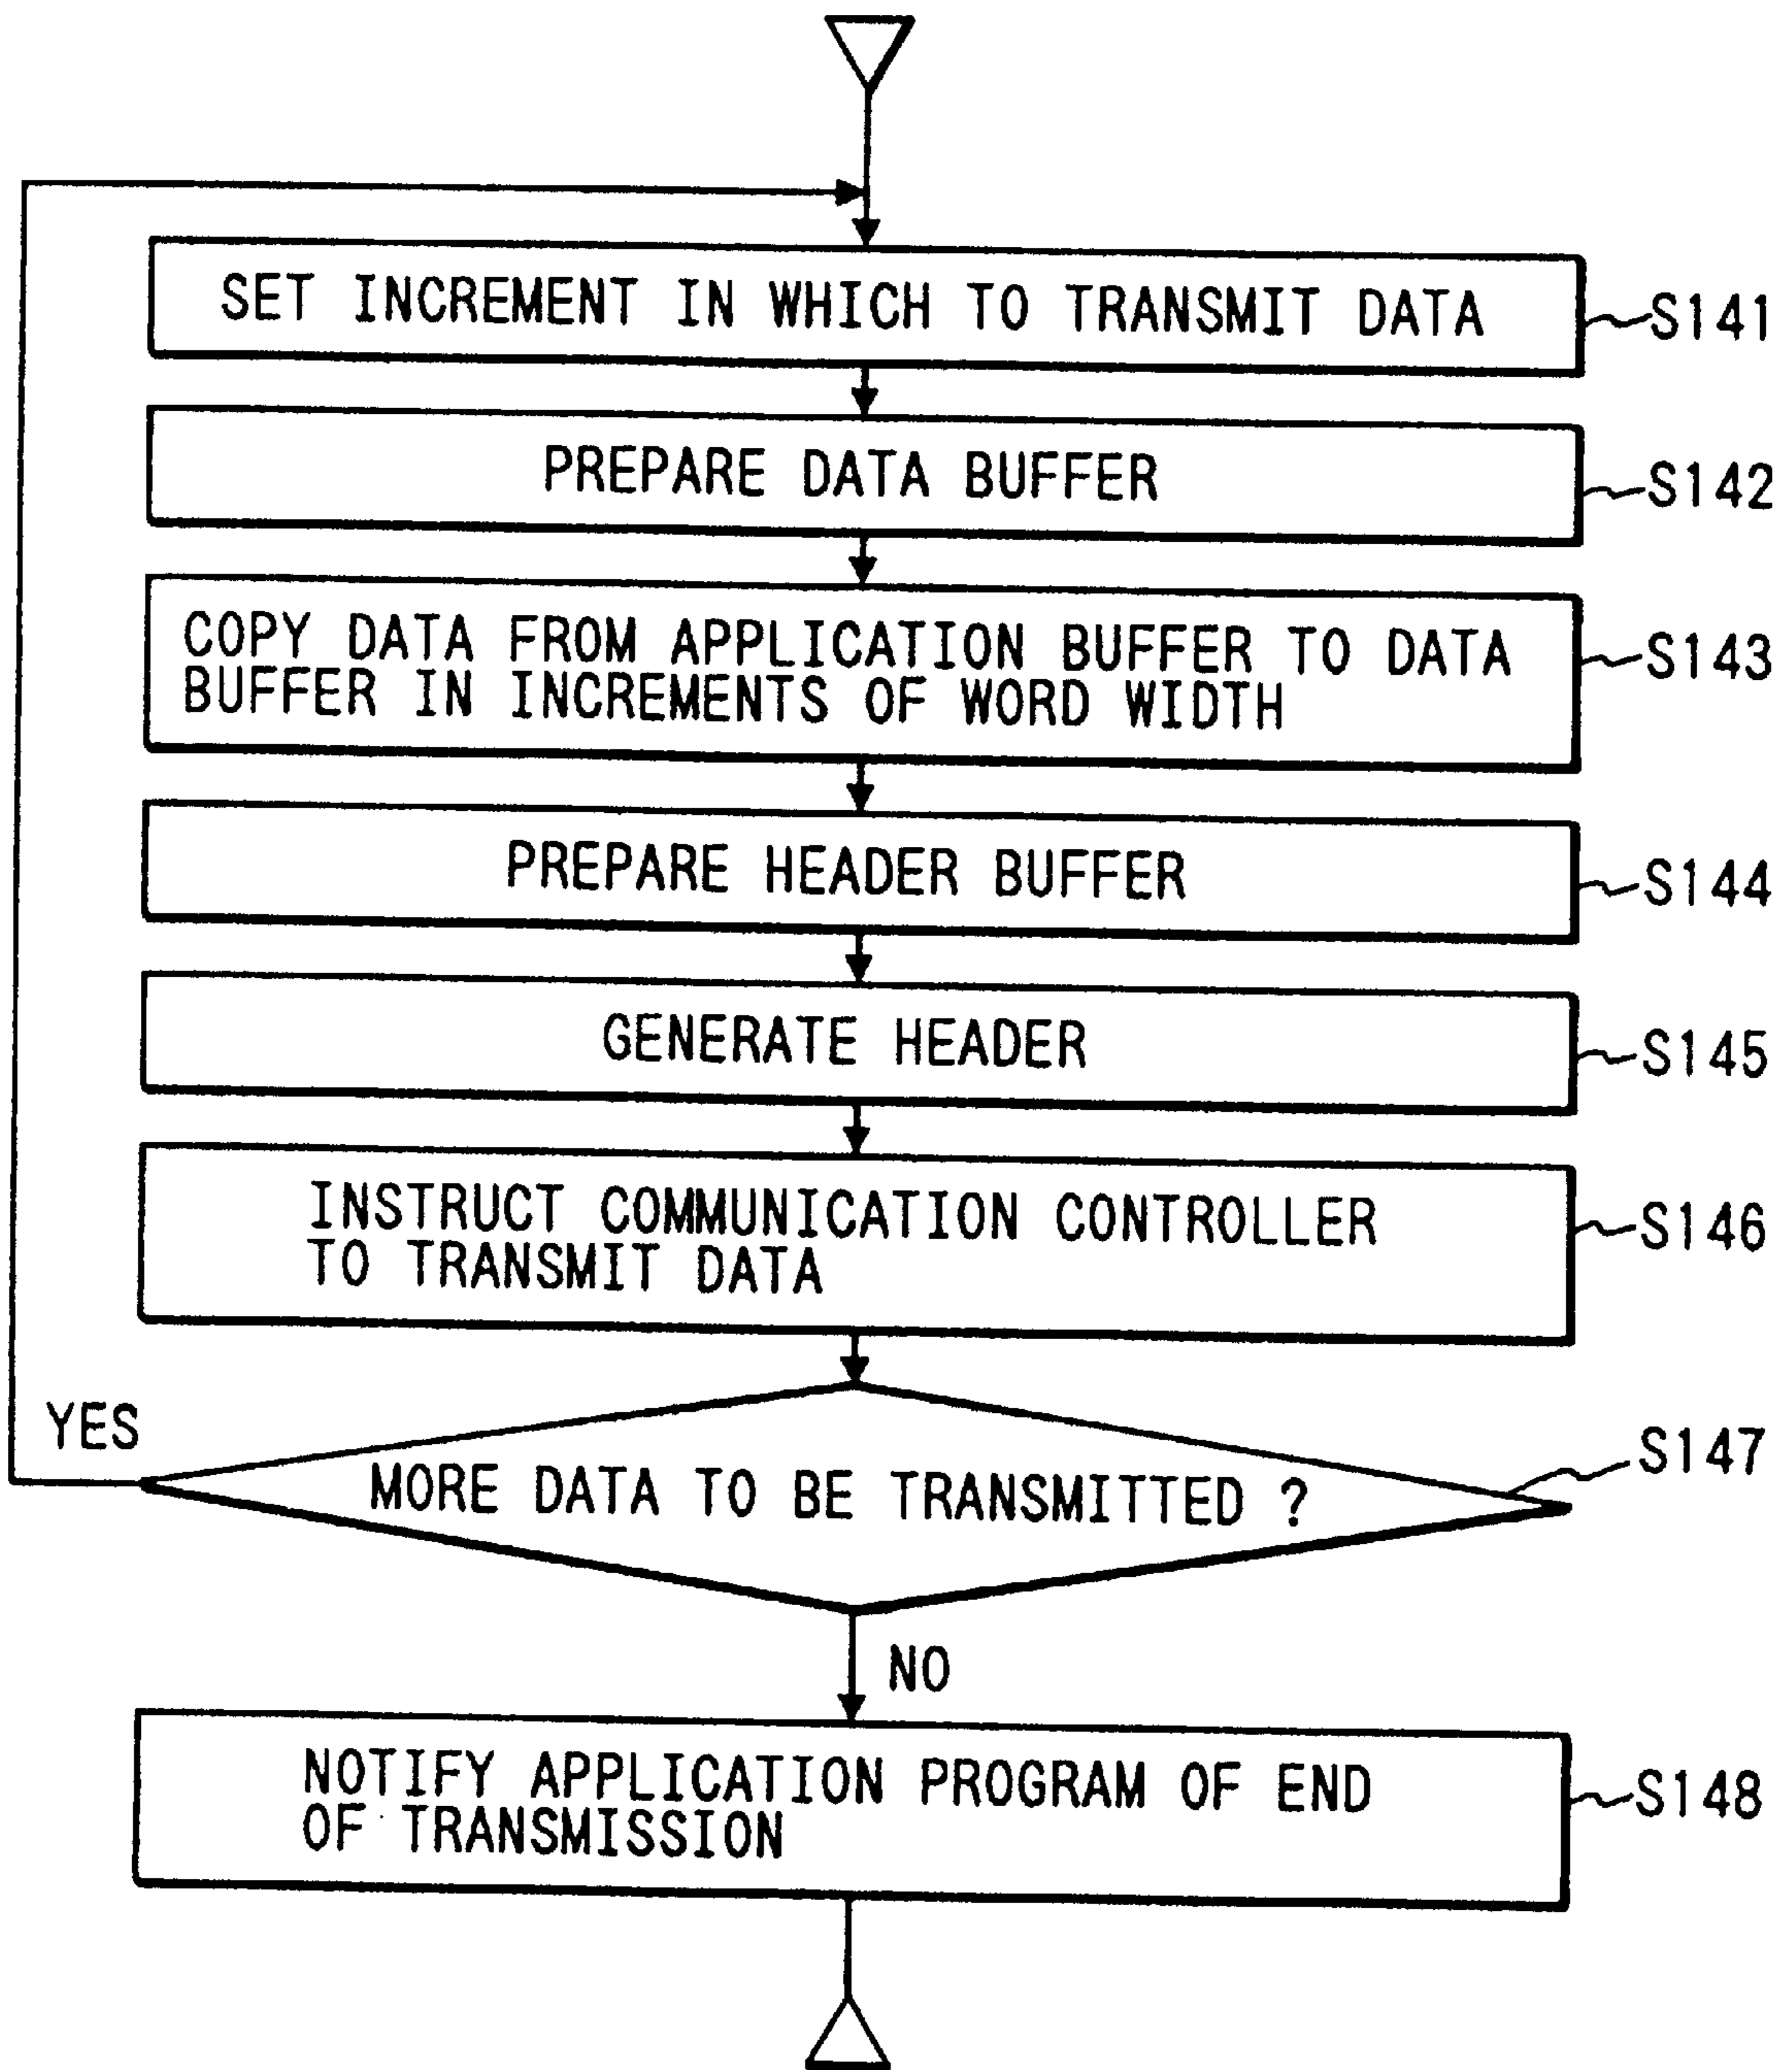 SET INCREMENT IN WHICH TO TRANSMIT DATA
S141
PREPARE DATA BUFFER
S142
COPY DATA FROM APPLICATION BUFFER TO DATA
BUFFER IN INCREMENTS OF WORD WIDTH
S143
PREPARE HEADER BUFFER
S144
GENERATE HEADER
S145
INSTRUCT COMMUNICATION CONTROLLER
TO TRANSMIT DATA
S146
YES
MORE DATA TO BE TRANSMITTED ?
S147
NO
NOTIFY APPLICATION PROGRAM OF END
OF TRANSMISSION
S148